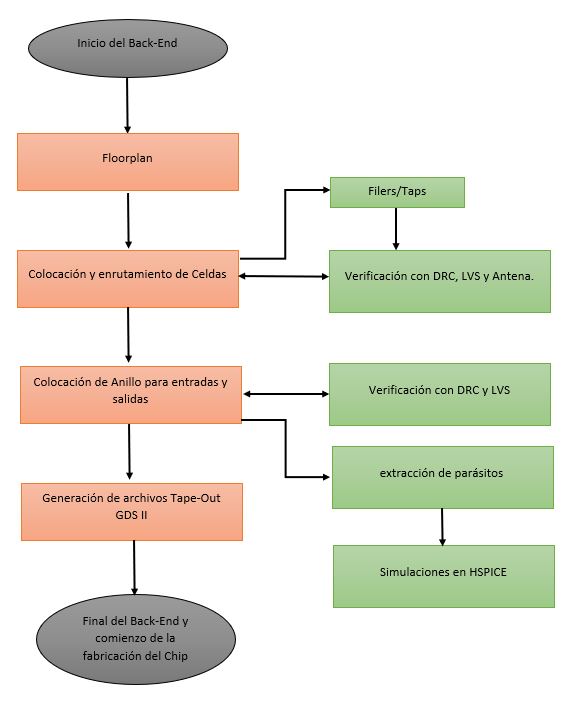 Inicio del Back-End
Floorplan
Filers/Taps
Colocación y enrutamiento de Celdas
Verificación con DRC, LVS y Antena.
Colocación de Anillo para entradas y
salidas
Verificación con DRC y LVS
extracción de parásitos
Generación de archivos Tape-Out
GDS II
Simulaciones en HSPICE
Final del Back-End y
comienzo de la
fabricación del Chip